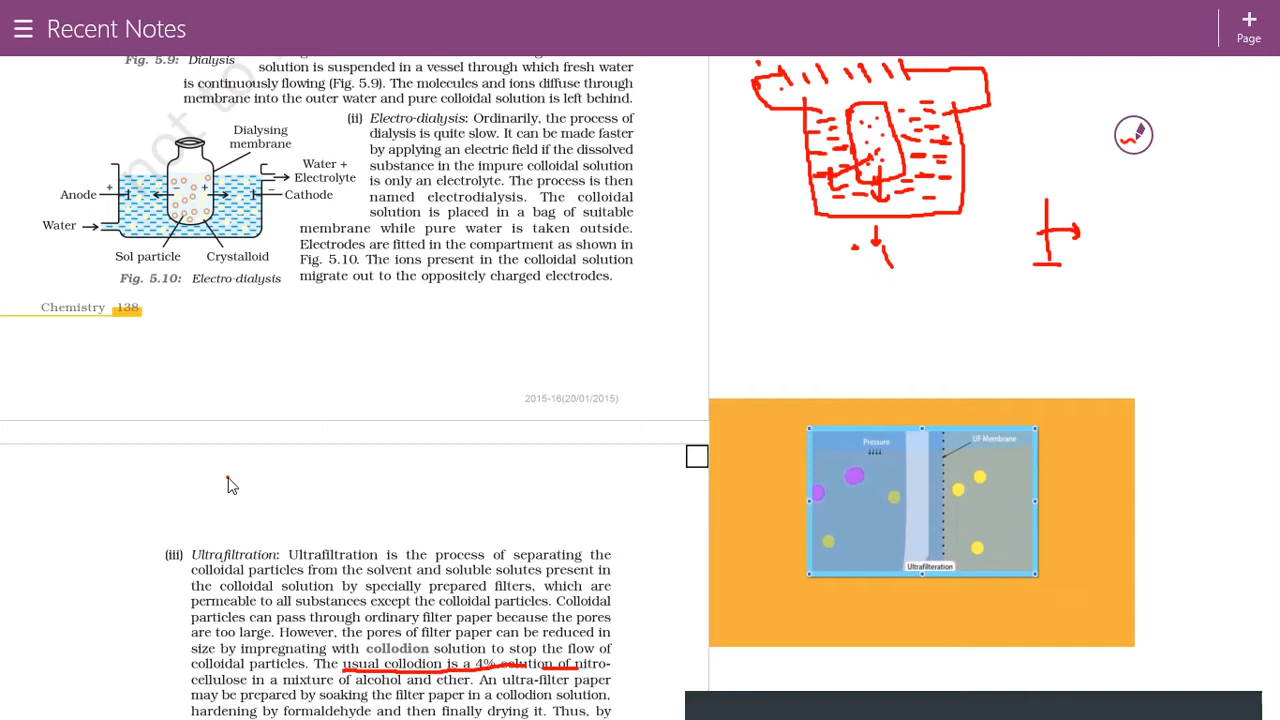 Recent Notes
Page
Fig. 5.9: Dialysis
solution is suspended in a vessel through which fresh water
is continuously flowing (Fig. 5.9). The molecules and ions diffuse through
membrane into the outer water and pure colloidal solution is left behind.
(ii) Electro-dialysis: Ordinarily, the process of
dialysis is quite slow. It can be made faster
by applying an electric field if the dissolved
substance in the impure colloidal solution
is only an electrolyte. The process is then
named electrodialysis. The colloidal
solution is placed in a bag of suitable
membrane while pure water is taken outside.
Electrodes are fitted in the compartment as shown in
Fig. 5.10. The ions present in the colloidal solution
migrate out to the oppositely charged electrodes.
Dialysing
membrane
Water +
Electrolyte
Anode
+
−
+
−
Cathode
Water
Sol particle
Crystalloid
Fig. 5.10: Electro-dialysis
not to
Chemistry 138
2015-16(20/01/2015)
Pressure
UF Membrane
Ultrafilteration
(iii) Ultrafiltration: Ultrafiltration is the process of separating the
colloidal particles from the solvent and soluble solutes present in
the colloidal solution by specially prepared filters, which are
permeable to all substances except the colloidal particles. Colloidal
particles can pass through ordinary filter paper because the pores
are too large. However, the pores of filter paper can be reduced in
size by impregnating with collodion solution to stop the flow of
colloidal particles. The usual collodion is a 4% solution of nitro-
cellulose in a mixture of alcohol and ether. An ultra-filter paper
may be prepared by soaking the filter paper in a collodion solution,
hardening by formaldehyde and then finally drying it. Thus, by